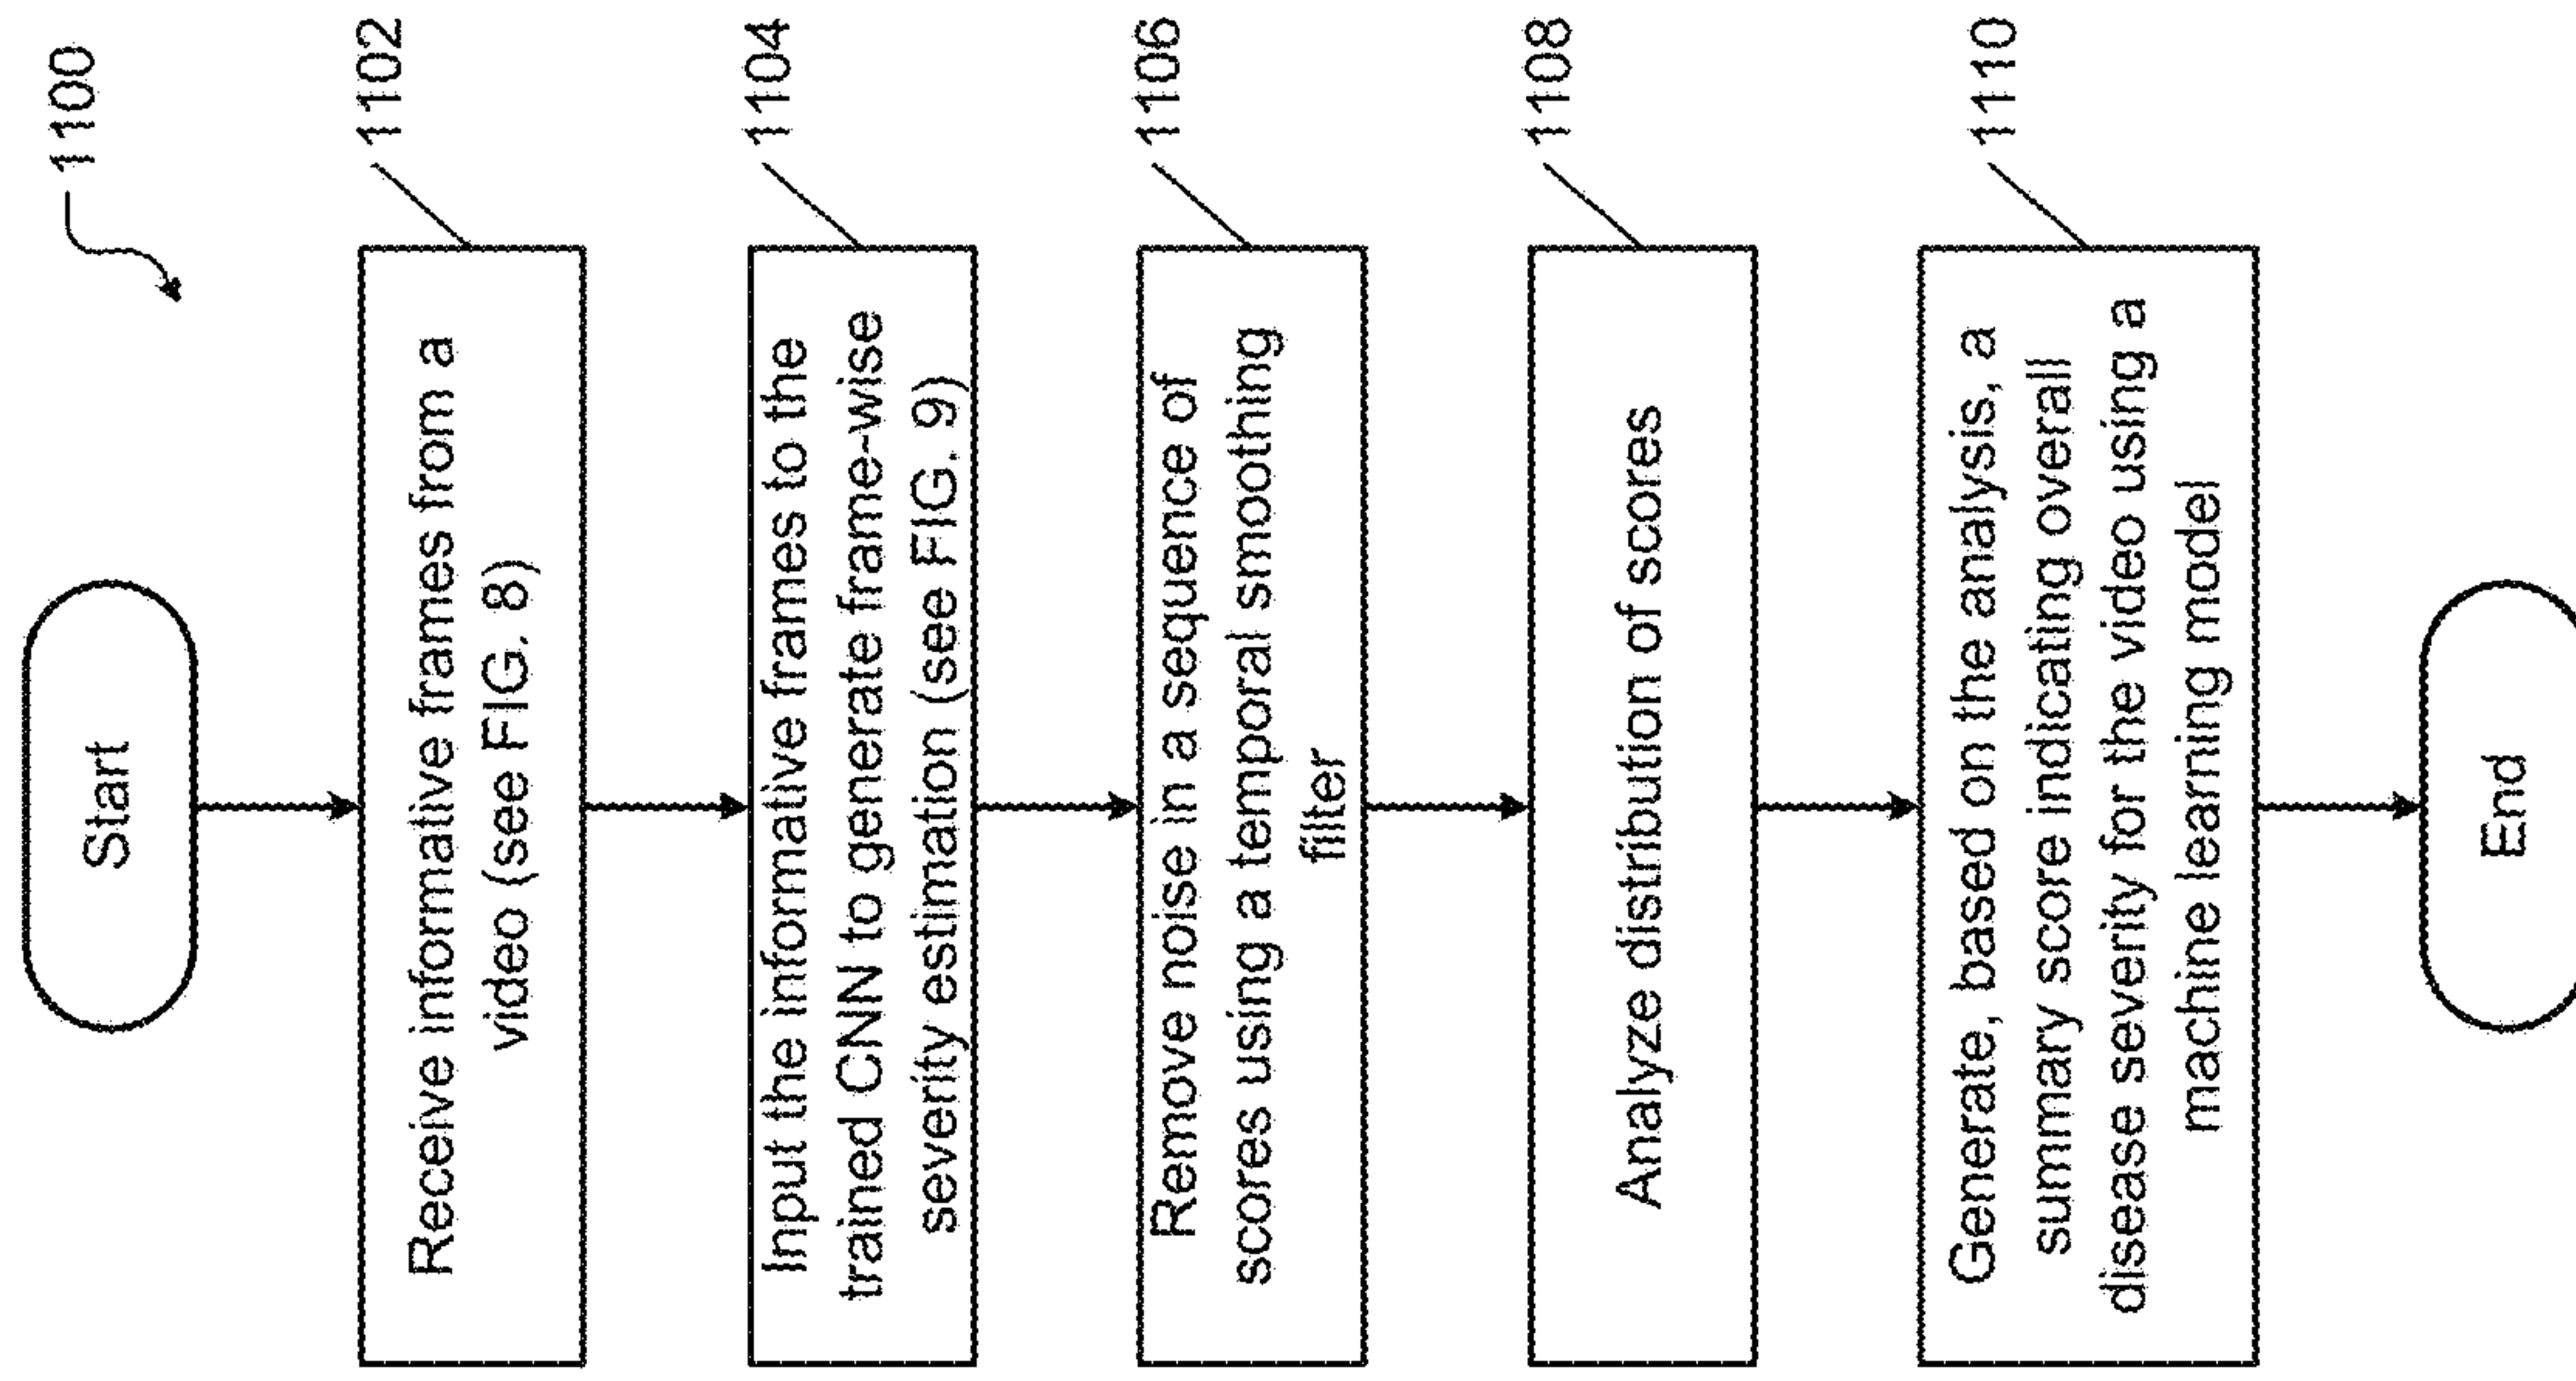 1100
Start
Receive informative frames from a
video (see FIG. 8)
1102
Input the informative frames to the
trained CNN to generate frame-wise
severity estimation (see FIG. 9)
1104
Remove noise in a sequence of
scores using a temporal smoothing
filter
1106
Analyze distribution of scores
1108
Generate, based on the analysis, a
summary score indicating overall
disease severity for the video using a
machine learning model
1110
End